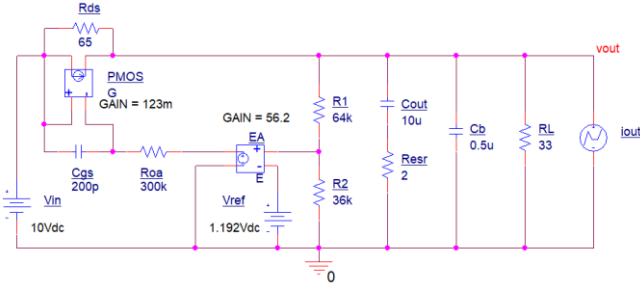 Rds
65
PMOS
G
GAIN = 123m
Cgs
200p
Roa
300k
GAIN = 56.2
EA
E
Vin
10Vdc
Vref
1.192Vdc
R1
64k
R2
36k
Cout
10u
Resr
2
Cb
0.5u
RL
33
vout
iout
0